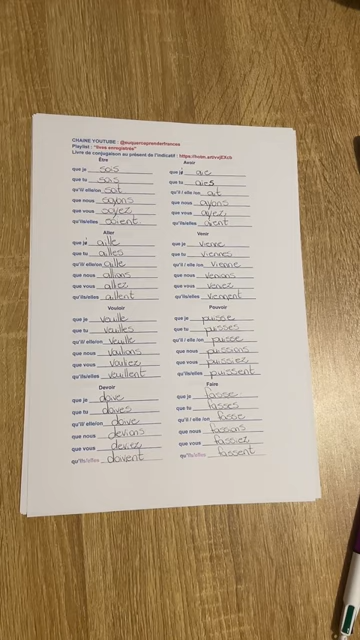 CHAINE YOUTUBE : @euquerroaprenderfrances
Playlist : "lives enregistrée"
Livre de conjugaison au présent de l'indicatif :
Être
que je sois
que tu sois
qu'il/ elle/on soit
que nous soyons
que vous soyez
qu'ils/elles soient
Avoir
que je aie
que tu aies
qu'il / elle /on ait
que nous ayons
que vous ayez
qu'ils/elles aient
Aller
que je aille
que tu ailles
qu'il/ elle/on aille
que nous allions
que vous alliez
qu'ils/elles aillent
Venir
que je vienne
que tu viennes
qu'il / elle /on vienne
que nous venions
que vous veniez
qu'ils/elles viennent
Vouloir
que je veuille
que tu veuilles
qu'il/ elle/on veuille
que nous voulions
que vous vouliez
qu'ils/elles veuillent
Pouvoir
que je puisse
que tu puisses
qu'il / elle /on puisse
que nous puissions
que vous puissiez
qu'ils/elles puissent
Devoir
que je doive
que tu doives
qu'il/ elle/on doive
que nous devions
que vous deviez
qu'ils/elles doivent
Faire
que je fasse
que tu fasses
qu'il / elle /on fasse
que nous fassions
que vous fassiez
qu'ils/elles fassent